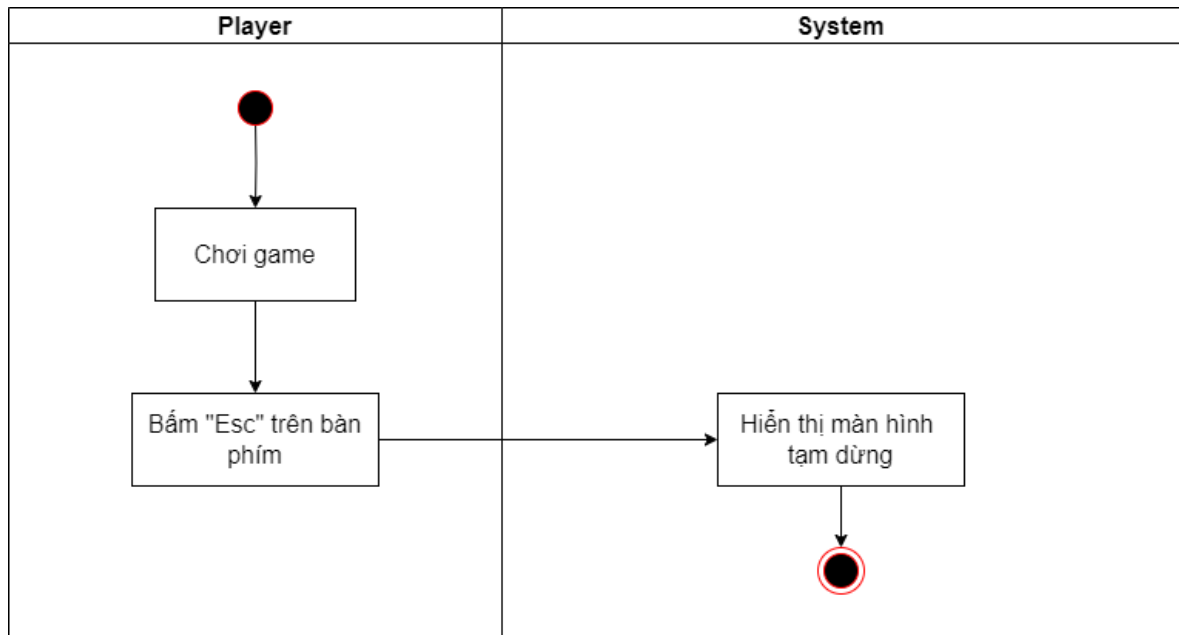 Player
System
Chơi game
Bấm "Esc" trên bàn
phím
Hiển thị màn hình
tạm dừng